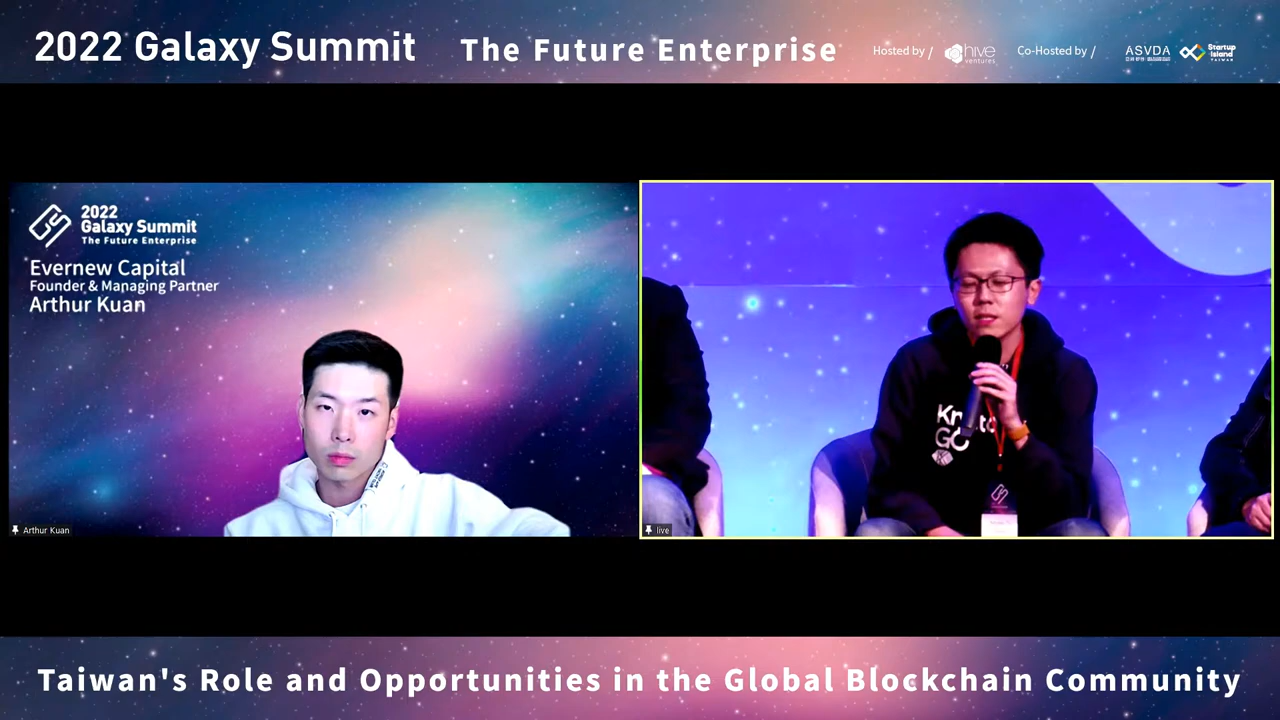 2022 Galaxy Summit
The Future Enterprise
Hosted by /
hive
ventures
Co-Hosted by /
ASVDA
Startup
Island
TAIWAN
2022
Galaxy Summit
The Future Enterprise
Evernew Capital
Founder & Managing Partner
Arthur Kuan
Arthur Kuan
live
GO
Taiwan's Role and Opportunities in the Global Blockchain Community